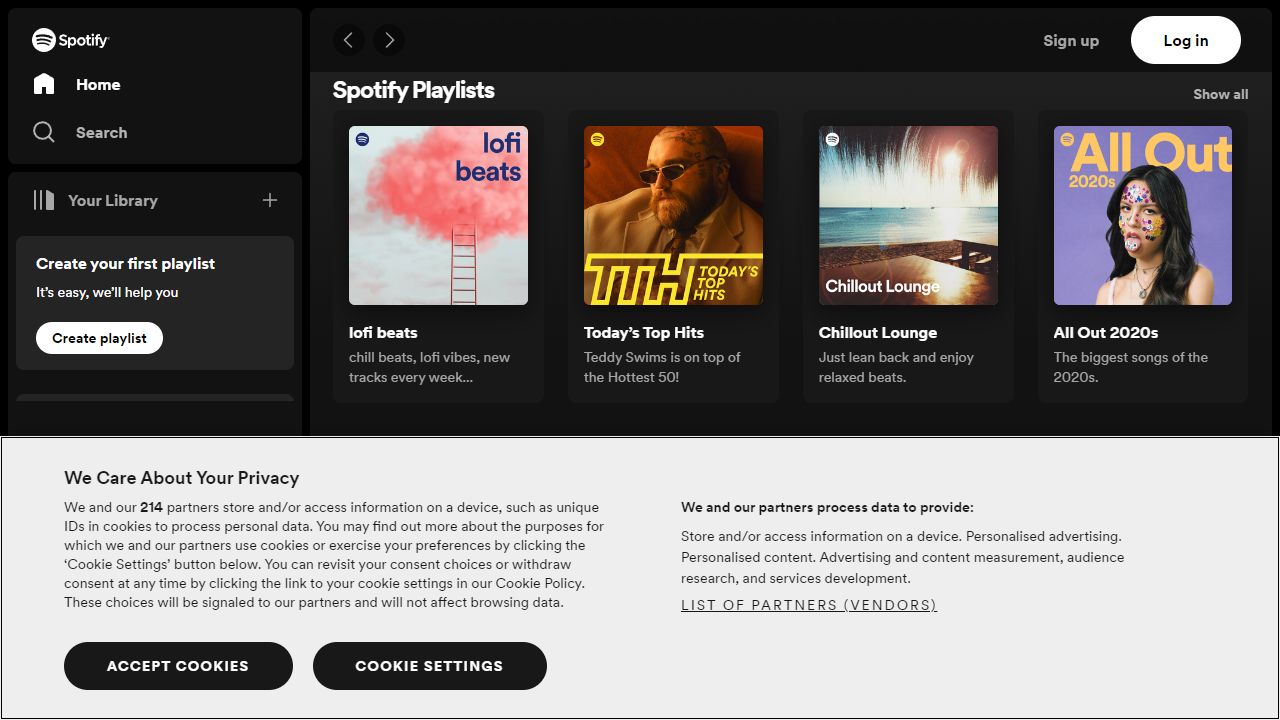 Spotify
Home
Search
Your Library
Create your first playlist
It's easy, we'll help you
Create playlist
Sign up
Log in
Spotify Playlists
Show all
lofi
beats
lofi beats
chill beats, lofi vibes, new
tracks every week...
TTH TODAY'S
TOP
HITS
Today's Top Hits
Teddy Swims is on top of
the Hottest 50!
Chillout Lounge
Chillout Lounge
Just lean back and enjoy
relaxed beats.
All Out
2020s
All Out 2020s
The biggest songs of the
2020s.
We Care About Your Privacy
We and our 214 partners store and/or access information on a device, such as unique
IDs in cookies to process personal data. You may find out more about the purposes for
which we and our partners use cookies or exercise your preferences by clicking the
‘Cookie Settings’ button below. You can revisit your consent choices or withdraw
consent at any time by clicking the link to your cookie settings in our Cookie Policy.
These choices will be signaled to our partners and will not affect browsing data.
We and our partners process data to provide:
Store and/or access information on a device. Personalised advertising.
Personalised content. Advertising and content measurement, audience
research, and services development.
LIST OF PARTNERS (VENDORS)
ACCEPT COOKIES
COOKIE SETTINGS